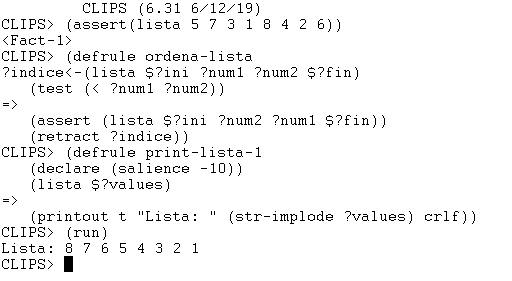 CLIPS (6.31 6/12/19)
CLIPS> (assert(lista 5 7 3 1 8 4 2 6))
<Fact-1>
CLIPS> (defrule ordena-lista
?indice<-(lista $?ini ?num1 ?num2 $?fin)
   (test (< ?num1 ?num2))
=>
   (assert (lista $?ini ?num2 ?num1 $?fin))
   (retract ?indice))
CLIPS> (defrule print-lista-1
   (declare (salience -10))
   (lista $?values)
=>
   (printout t "Lista: " (str-implode ?values) crlf))
CLIPS> (run)
Lista: 8 7 6 5 4 3 2 1
CLIPS>